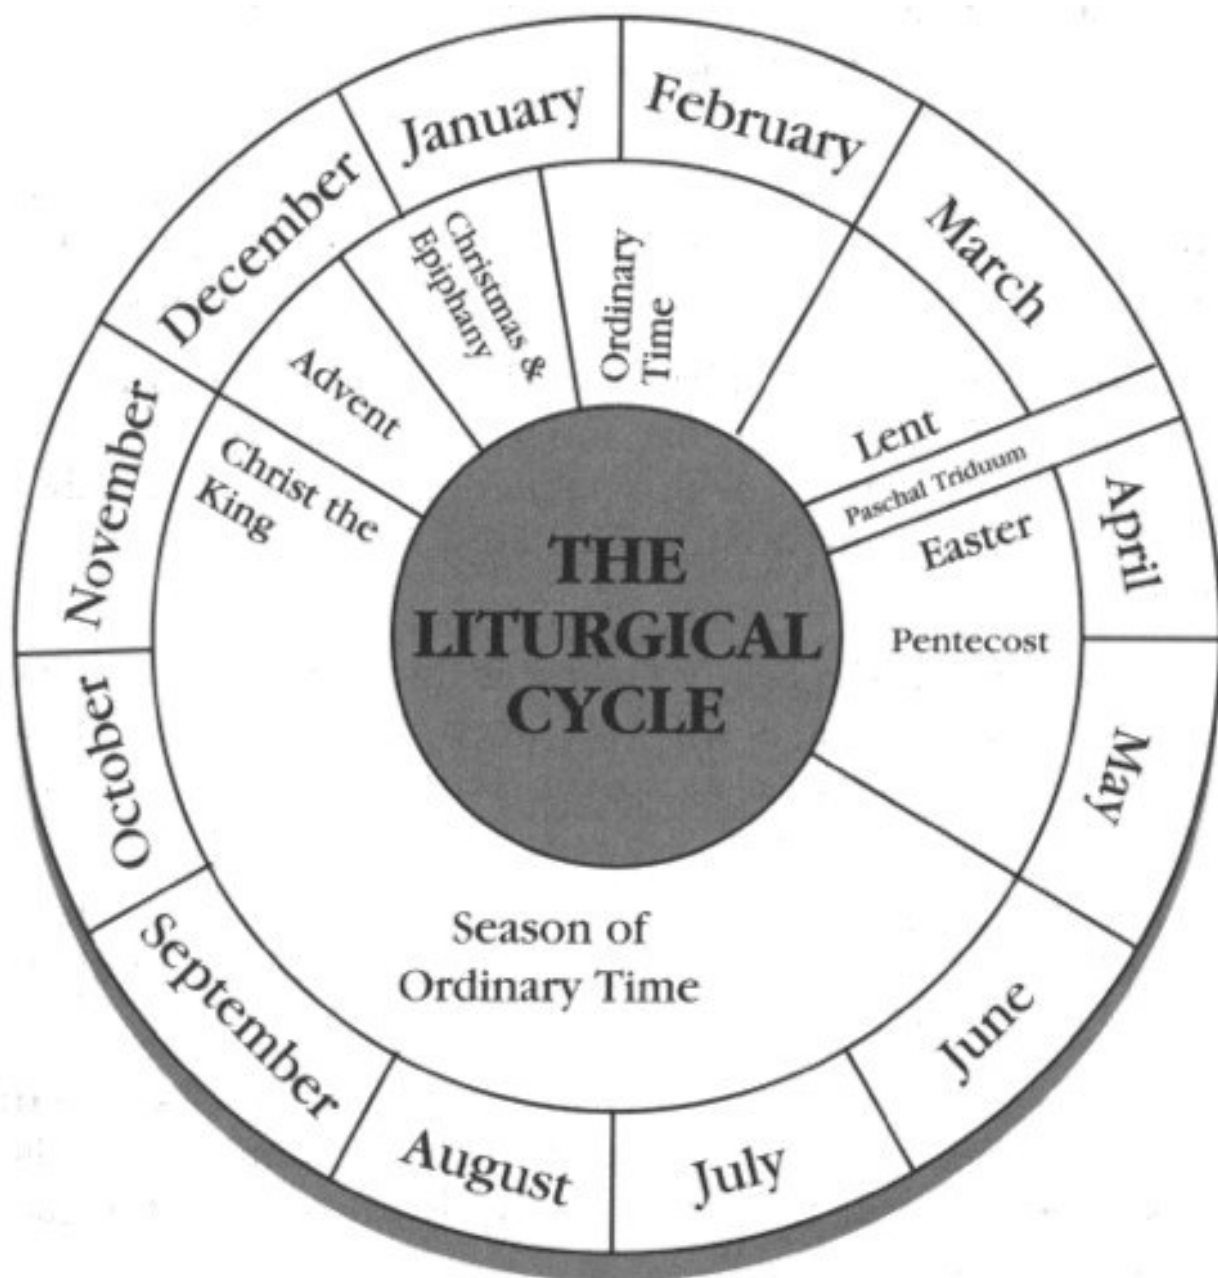 January
February
March
April
May
June
July
August
September
October
November
December
Christmas &
Epiphany
Ordinary
Time
Lent
Paschal Triduum
Easter
Pentecost
Season of
Ordinary Time
Christ the
King
Advent
THE
LITURGICAL
CYCLE